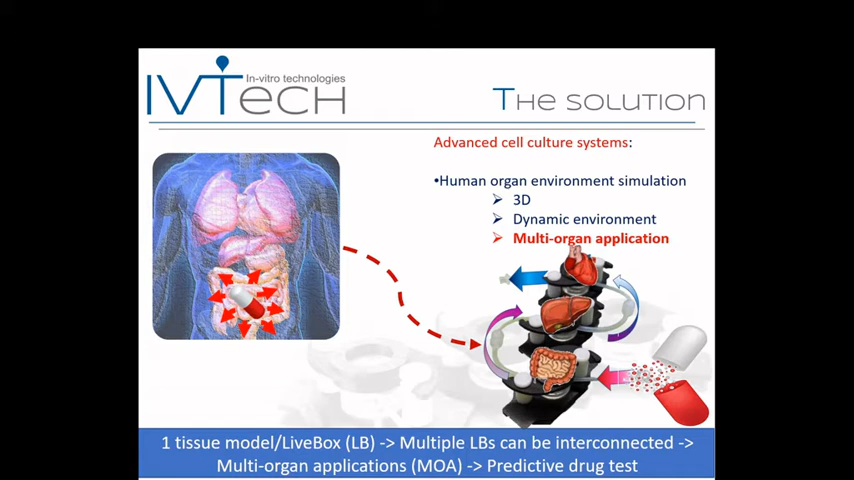 In-vitro technologies
IVTech
The solution
Advanced cell culture systems:
•Human organ environment simulation
➢ 3D
➢ Dynamic environment
➢ Multi-organ application
1 tissue model/LiveBox (LB) -> Multiple LBs can be interconnected ->
Multi-organ applications (MOA) -> Predictive drug test